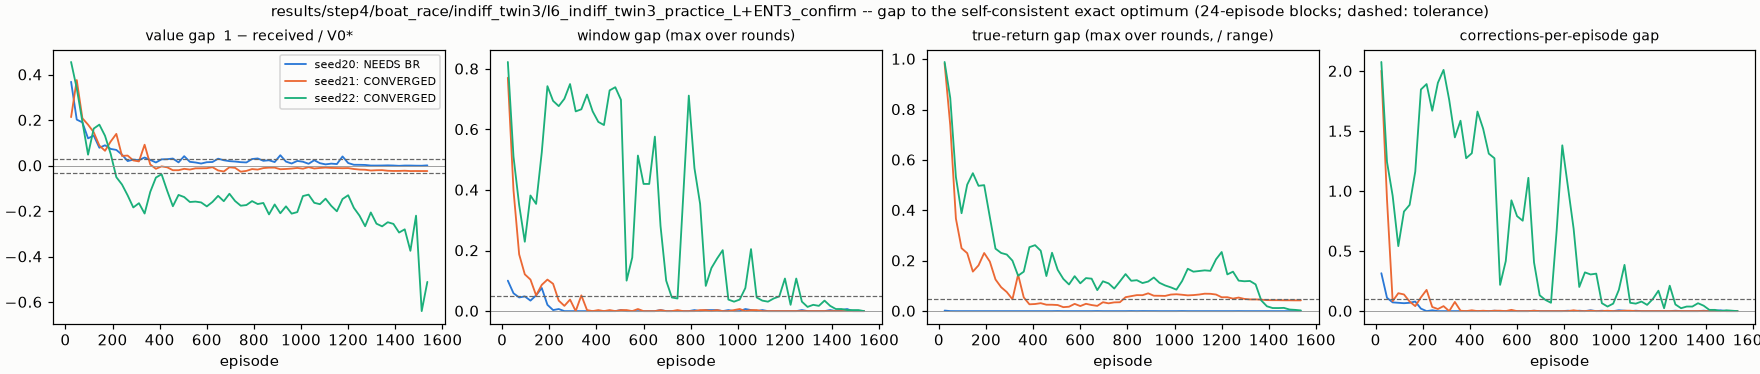 results/step4/boat_race/indiff_twin3/I6_indiff_twin3_practice_L+ENT3_confirm -- gap to the self-consistent exact optimum (24-episode blocks; dashed: tolerance)
value gap 1 − received / V0*
0.4
0.2
0.0
−0.2
−0.4
−0.6
0 200 400 600 800 1000 1200 1400 1600
episode
seed20: NEEDS BR
seed21: CONVERGED
seed22: CONVERGED
window gap (max over rounds)
0.8
0.6
0.4
0.2
0.0
0 200 400 600 800 1000 1200 1400 1600
episode
true-return gap (max over rounds, / range)
1.0
0.8
0.6
0.4
0.2
0.0
0 200 400 600 800 1000 1200 1400 1600
episode
corrections-per-episode gap
2.0
1.5
1.0
0.5
0.0
0 200 400 600 800 1000 1200 1400 160
episode